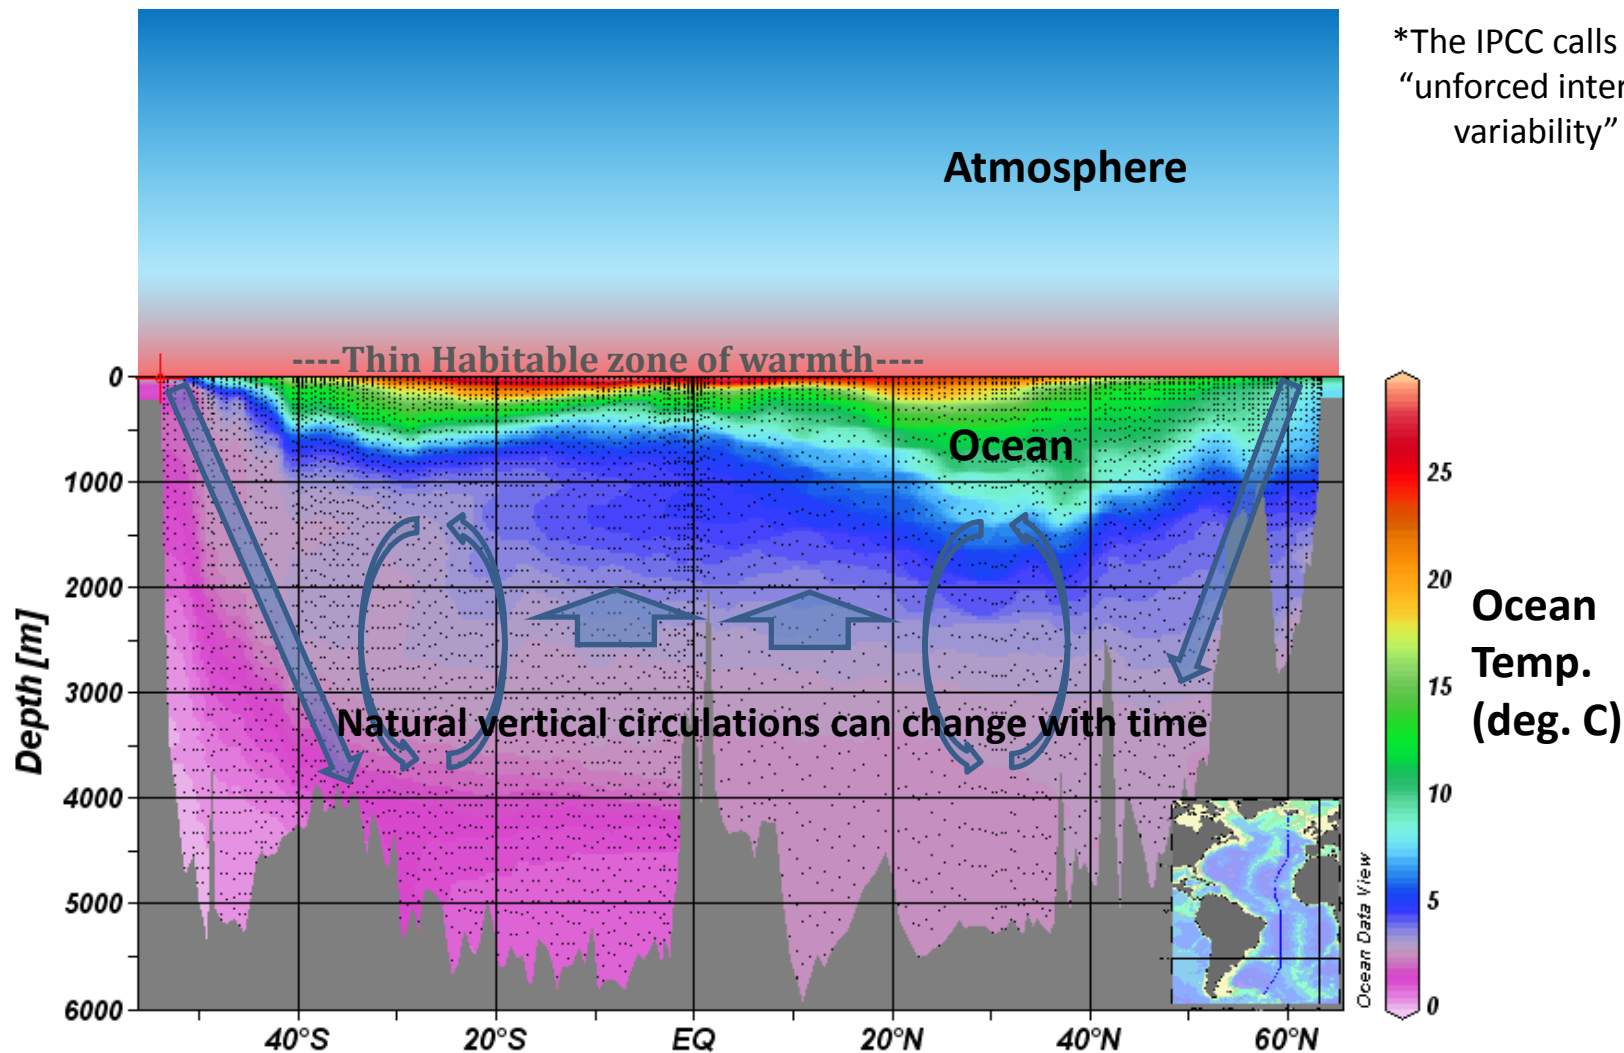 *The IPCC calls
“unforced inter
variability”
Atmosphere
----Thin Habitable zone of warmth----
Ocean
Natural vertical circulations can change with time
Depth [m]
0
1000
2000
3000
4000
5000
6000
40°S
20°S
EQ
20°N
40°N
60°N
25
20
15
10
5
0
Ocean
Temp.
(deg. C)
Ocean Data View